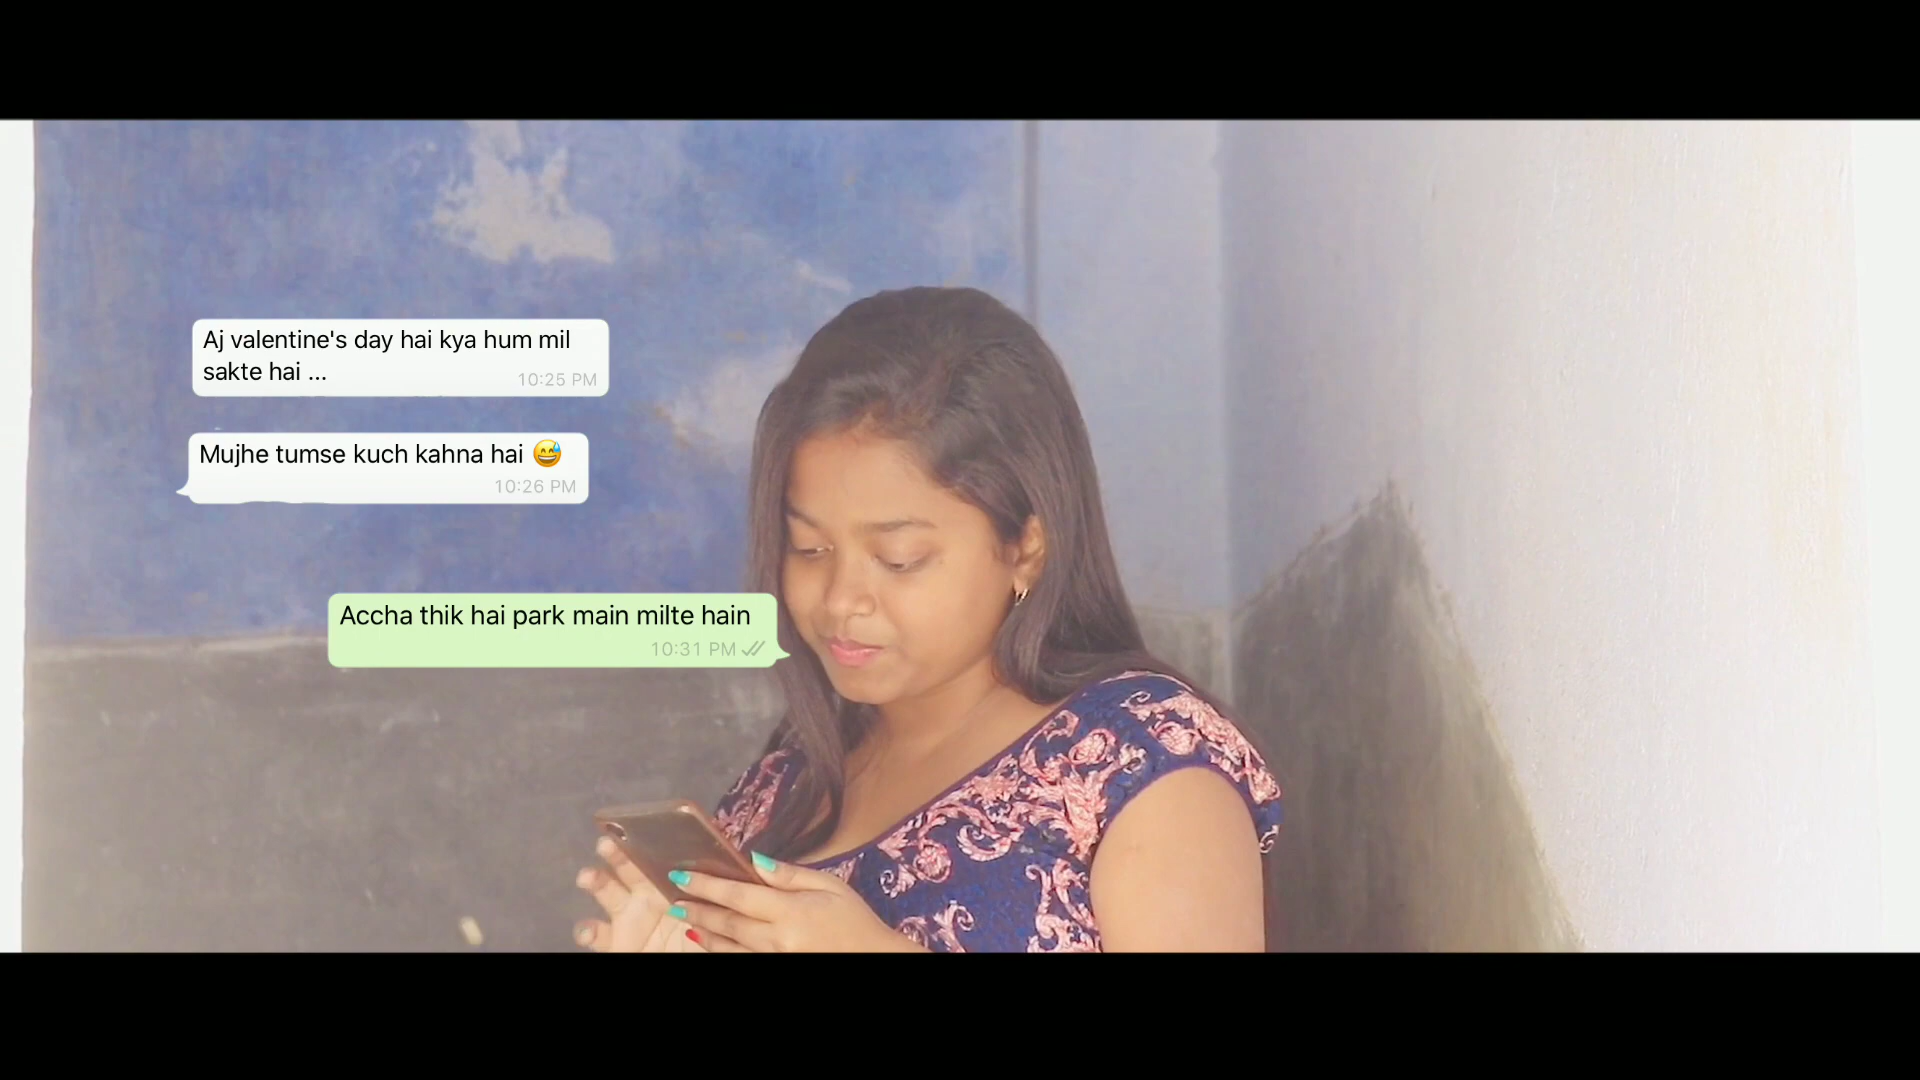 Aj valentine's day hai kya hum mil
sakte hai ...
10:25 PM
Mujhe tumse kuch kahna hai 😅
10:26 PM
Accha thik hai park main milte hain
10:31 PM